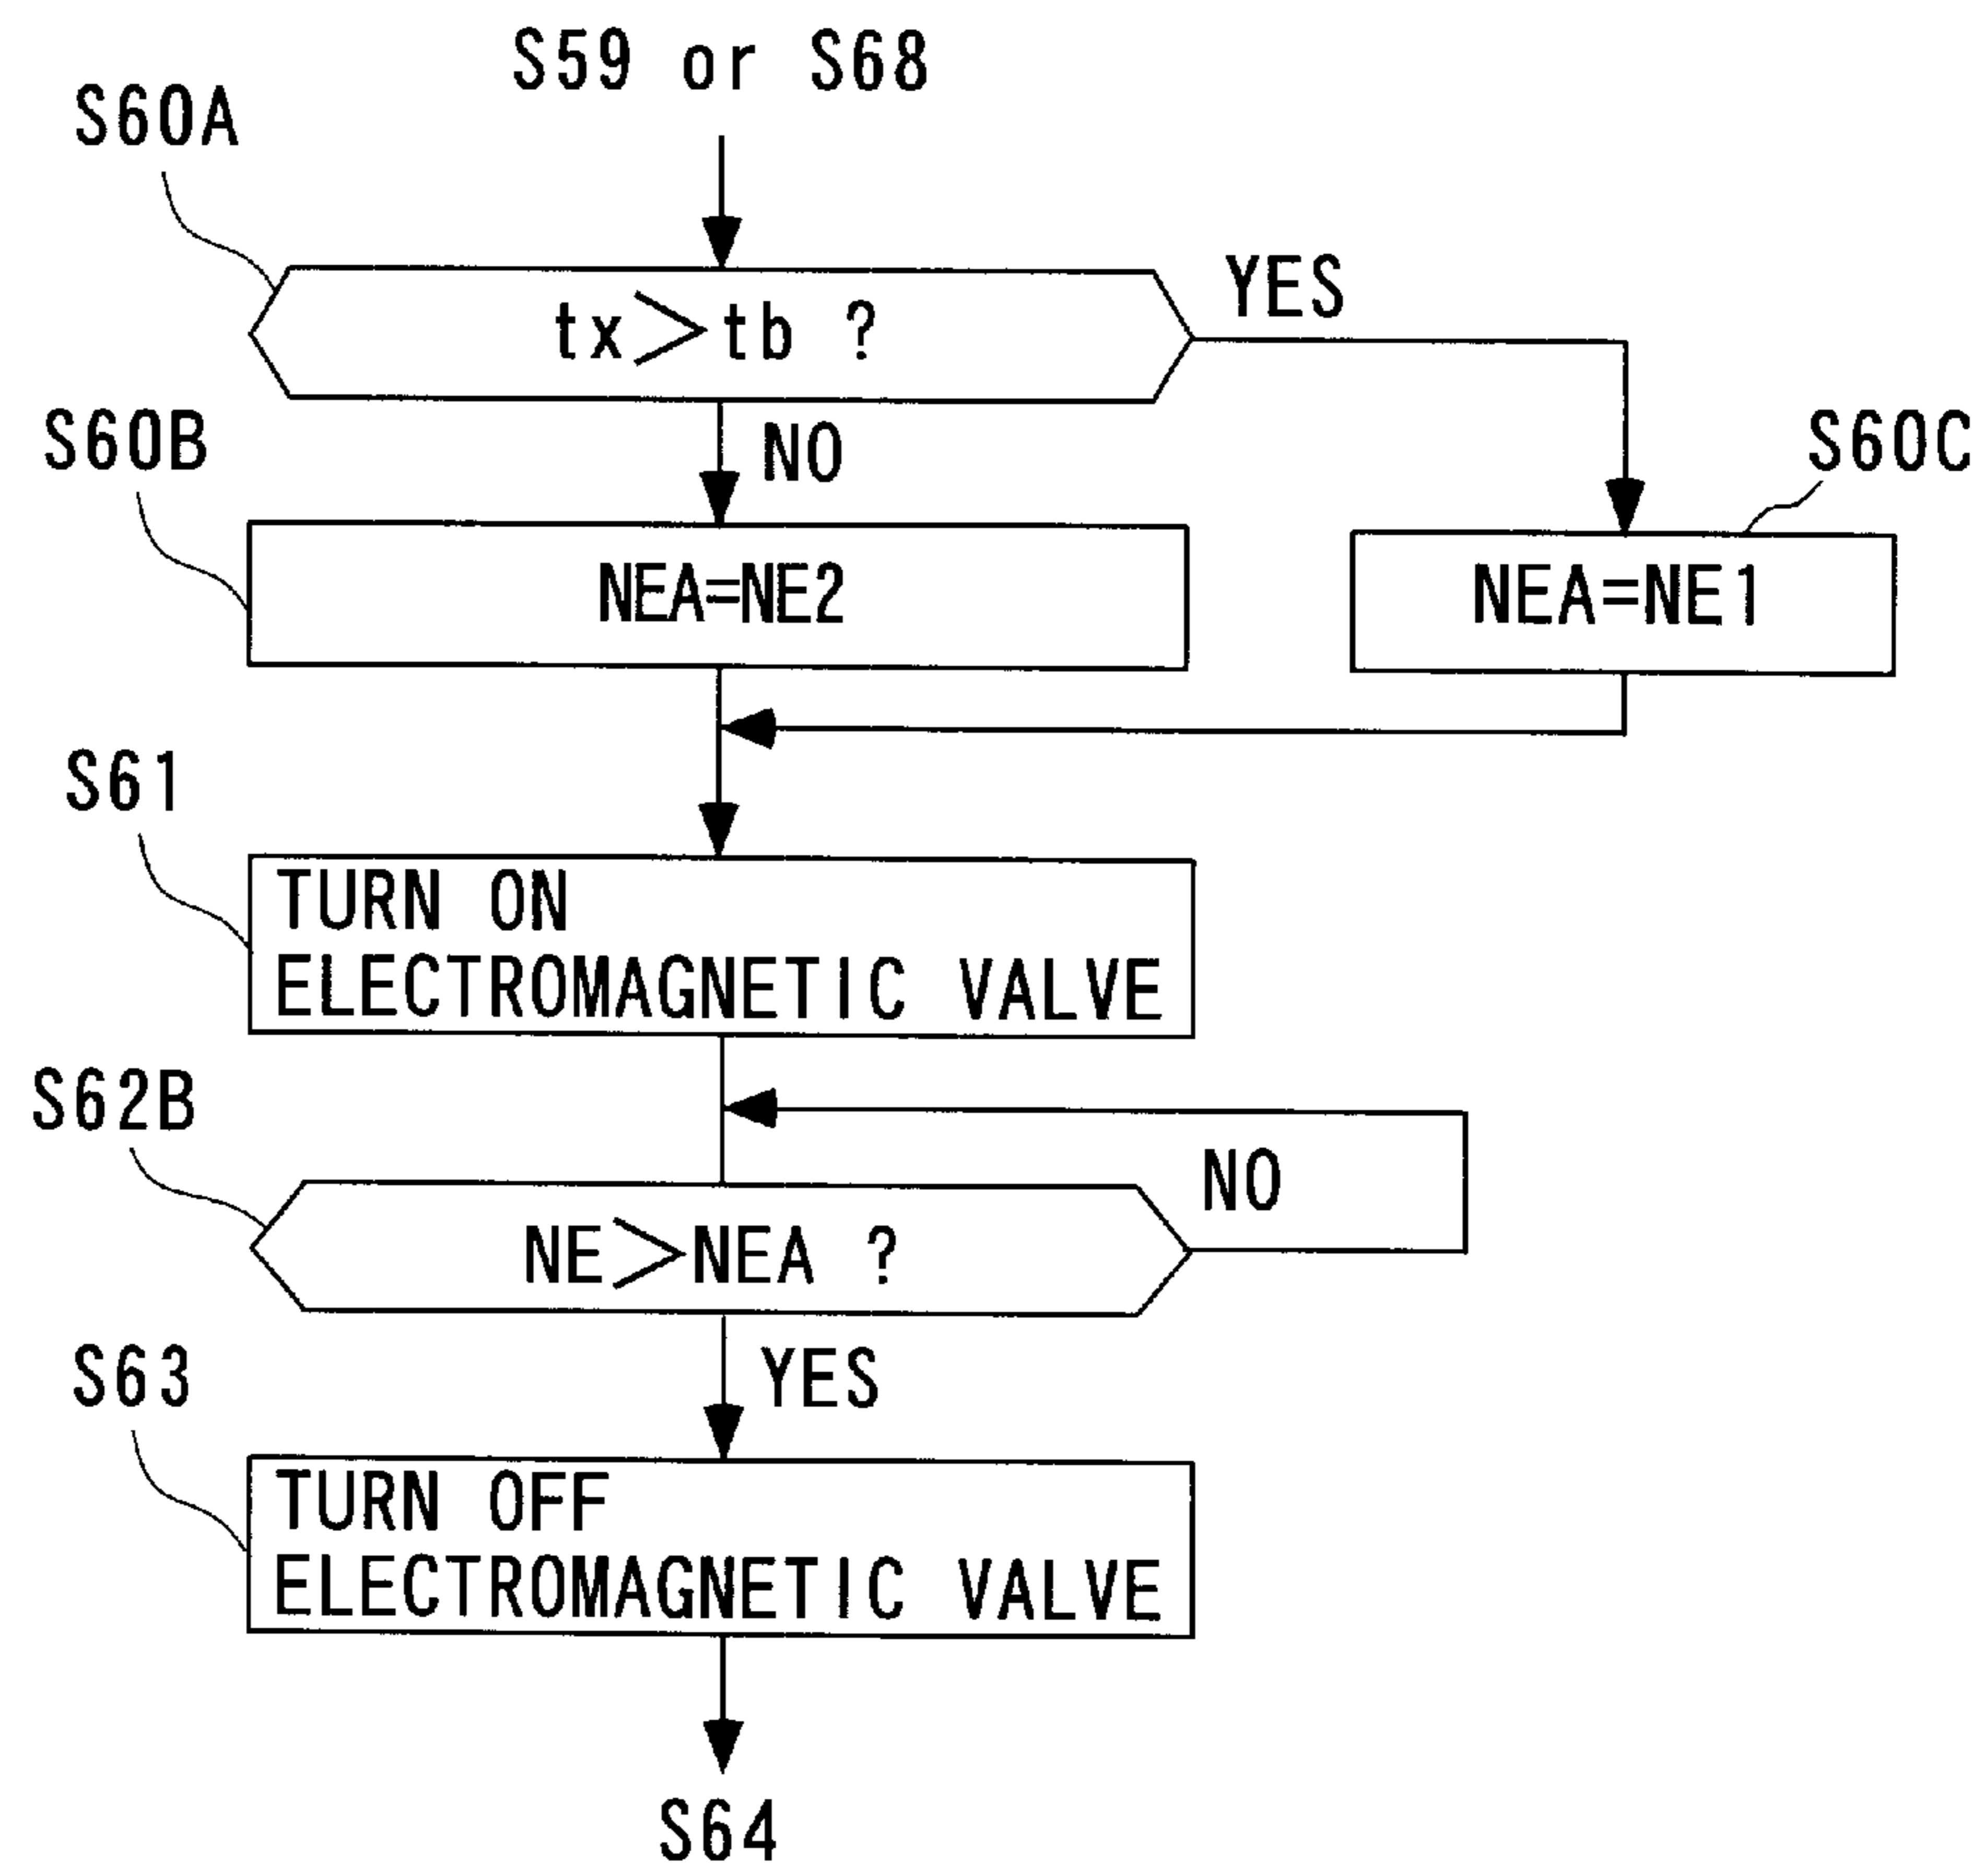 S59 or S68
S60A
tx>tb ?
YES
NO
S60B
S60C
NEA=NE2
NEA=NE1
S61
TURN ON
ELECTROMAGNETIC VALVE
S62B
NO
NE>NEA ?
YES
S63
TURN OFF
ELECTROMAGNETIC VALVE
S64